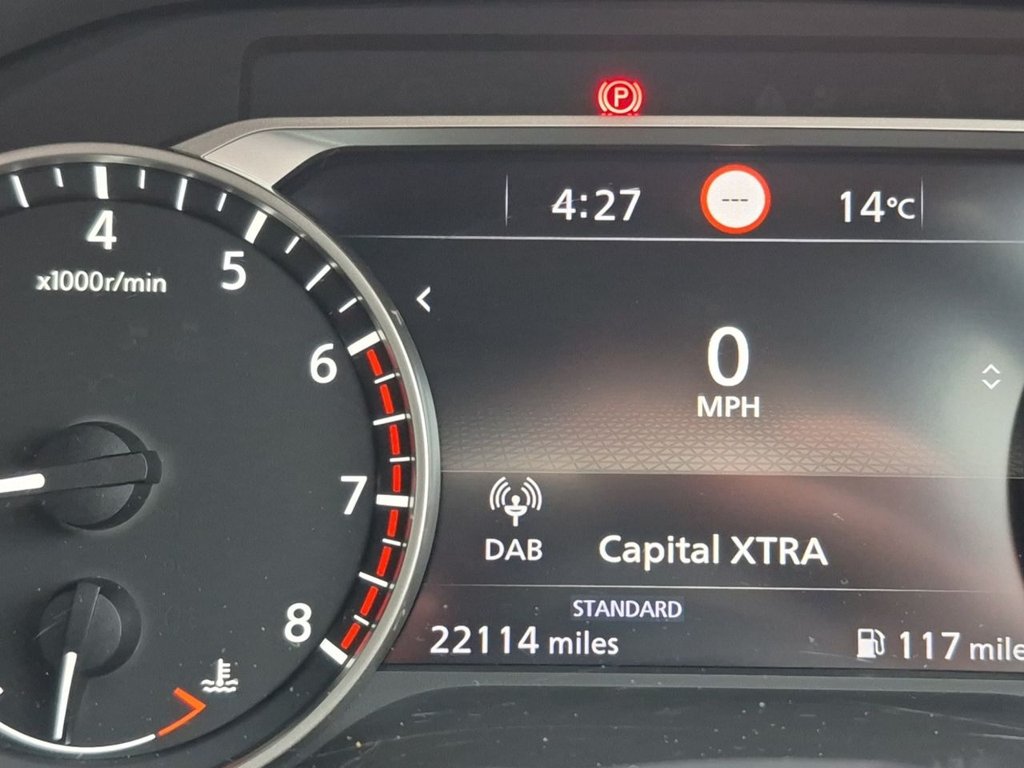 P
4:27
---
14°C
4
5
x1000r/min
6
0
MPH
7
DAB
Capital XTRA
8
STANDARD
22114 miles
117 mile